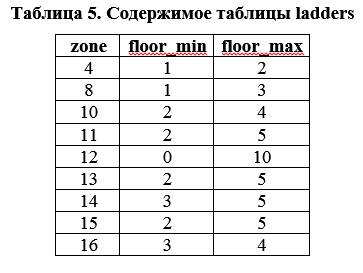 Таблица 5. Содержимое таблицы ladders
zone floor_min floor_max
4 1 2
8 1 3
10 2 4
11 2 5
12 0 10
13 2 5
14 3 5
15 2 5
16 3 4